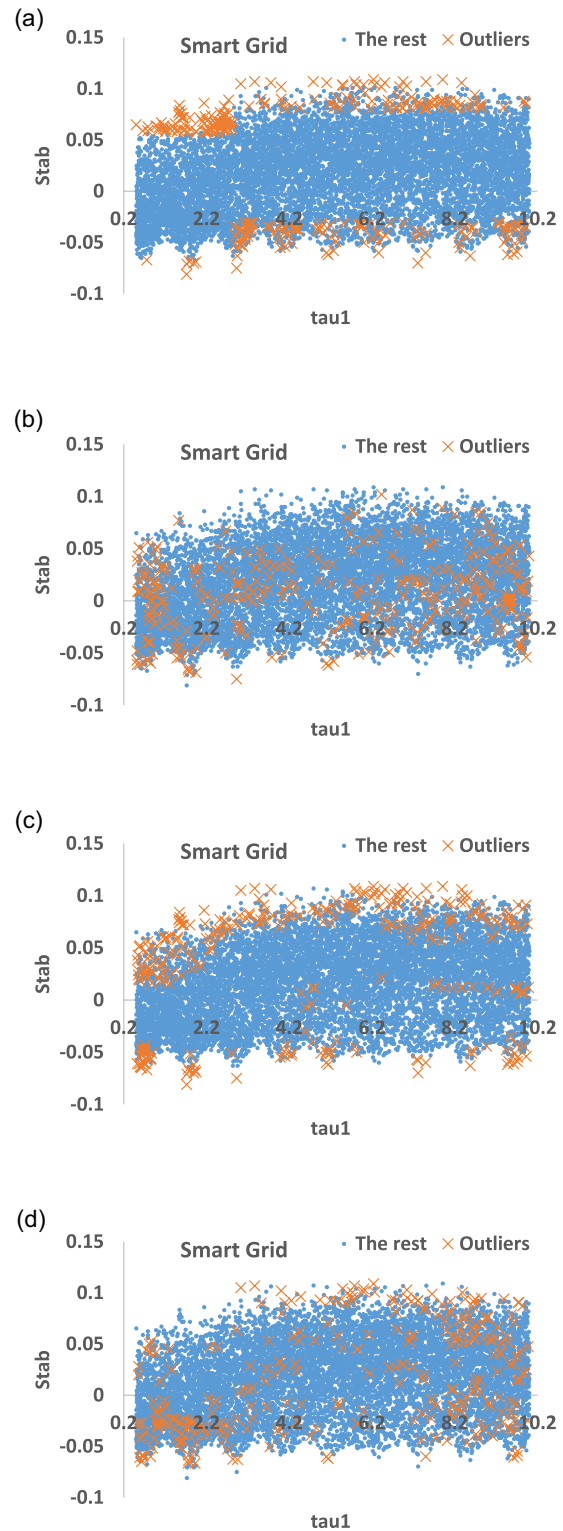 (a)
0.15
Smart Grid
The rest
Outliers
0.1
0.05
0
-0.05
-0.1
Stab
0.2 2.2 4.2 6.2 8.2 10.2
tau1
(b)
0.15
Smart Grid
The rest
Outliers
0.1
0.05
0
-0.05
-0.1
Stab
0.2 2.2 4.2 6.2 8.2 10.2
tau1
(c)
0.15
Smart Grid
The rest
Outliers
0.1
0.05
0
-0.05
-0.1
Stab
0.2 2.2 4.2 6.2 8.2 10.2
tau1
(d)
0.15
Smart Grid
The rest
Outliers
0.1
0.05
0
-0.05
-0.1
Stab
0.2 2.2 4.2 6.2 8.2 10.2
tau1